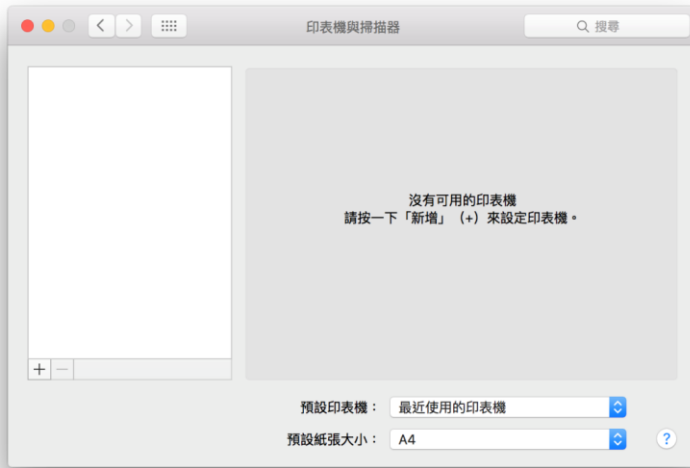 印表機與掃描器
搜尋
沒有可用的印表機
請按一下「新增」(+) 來設定印表機。
+ −
預設印表機： 最近使用的印表機
預設紙張大小： A4
?